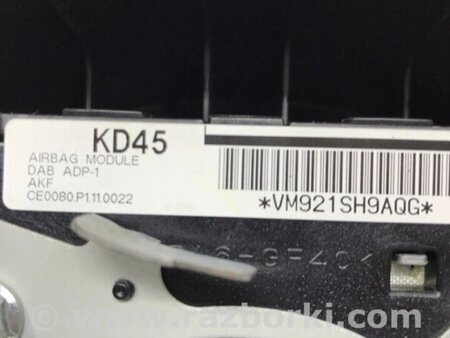 KD45
AIRBAG MODULE
DAB ADP-1
AKF
CE0080 P1.11.0022
*VM921SH9AQG*
www.razborki.com